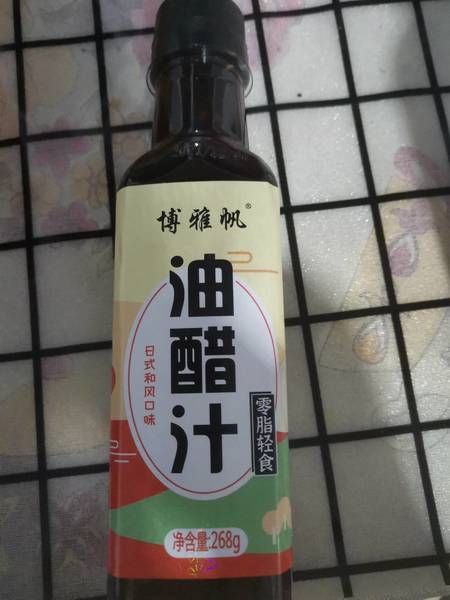 博雅帆®
油醋汁
日式和风口味
零脂轻食
净含量:268g